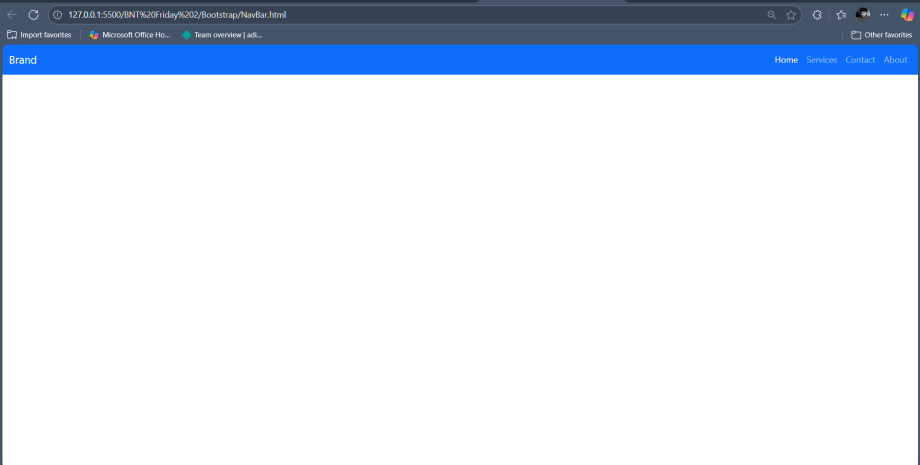 127.0.0.1:5500/BNT%20Friday%202/Bootstrap/NavBar.html
Import favorites Microsoft Office Ho... Team overview | adi... Other favorites
Brand Home Services Contact About